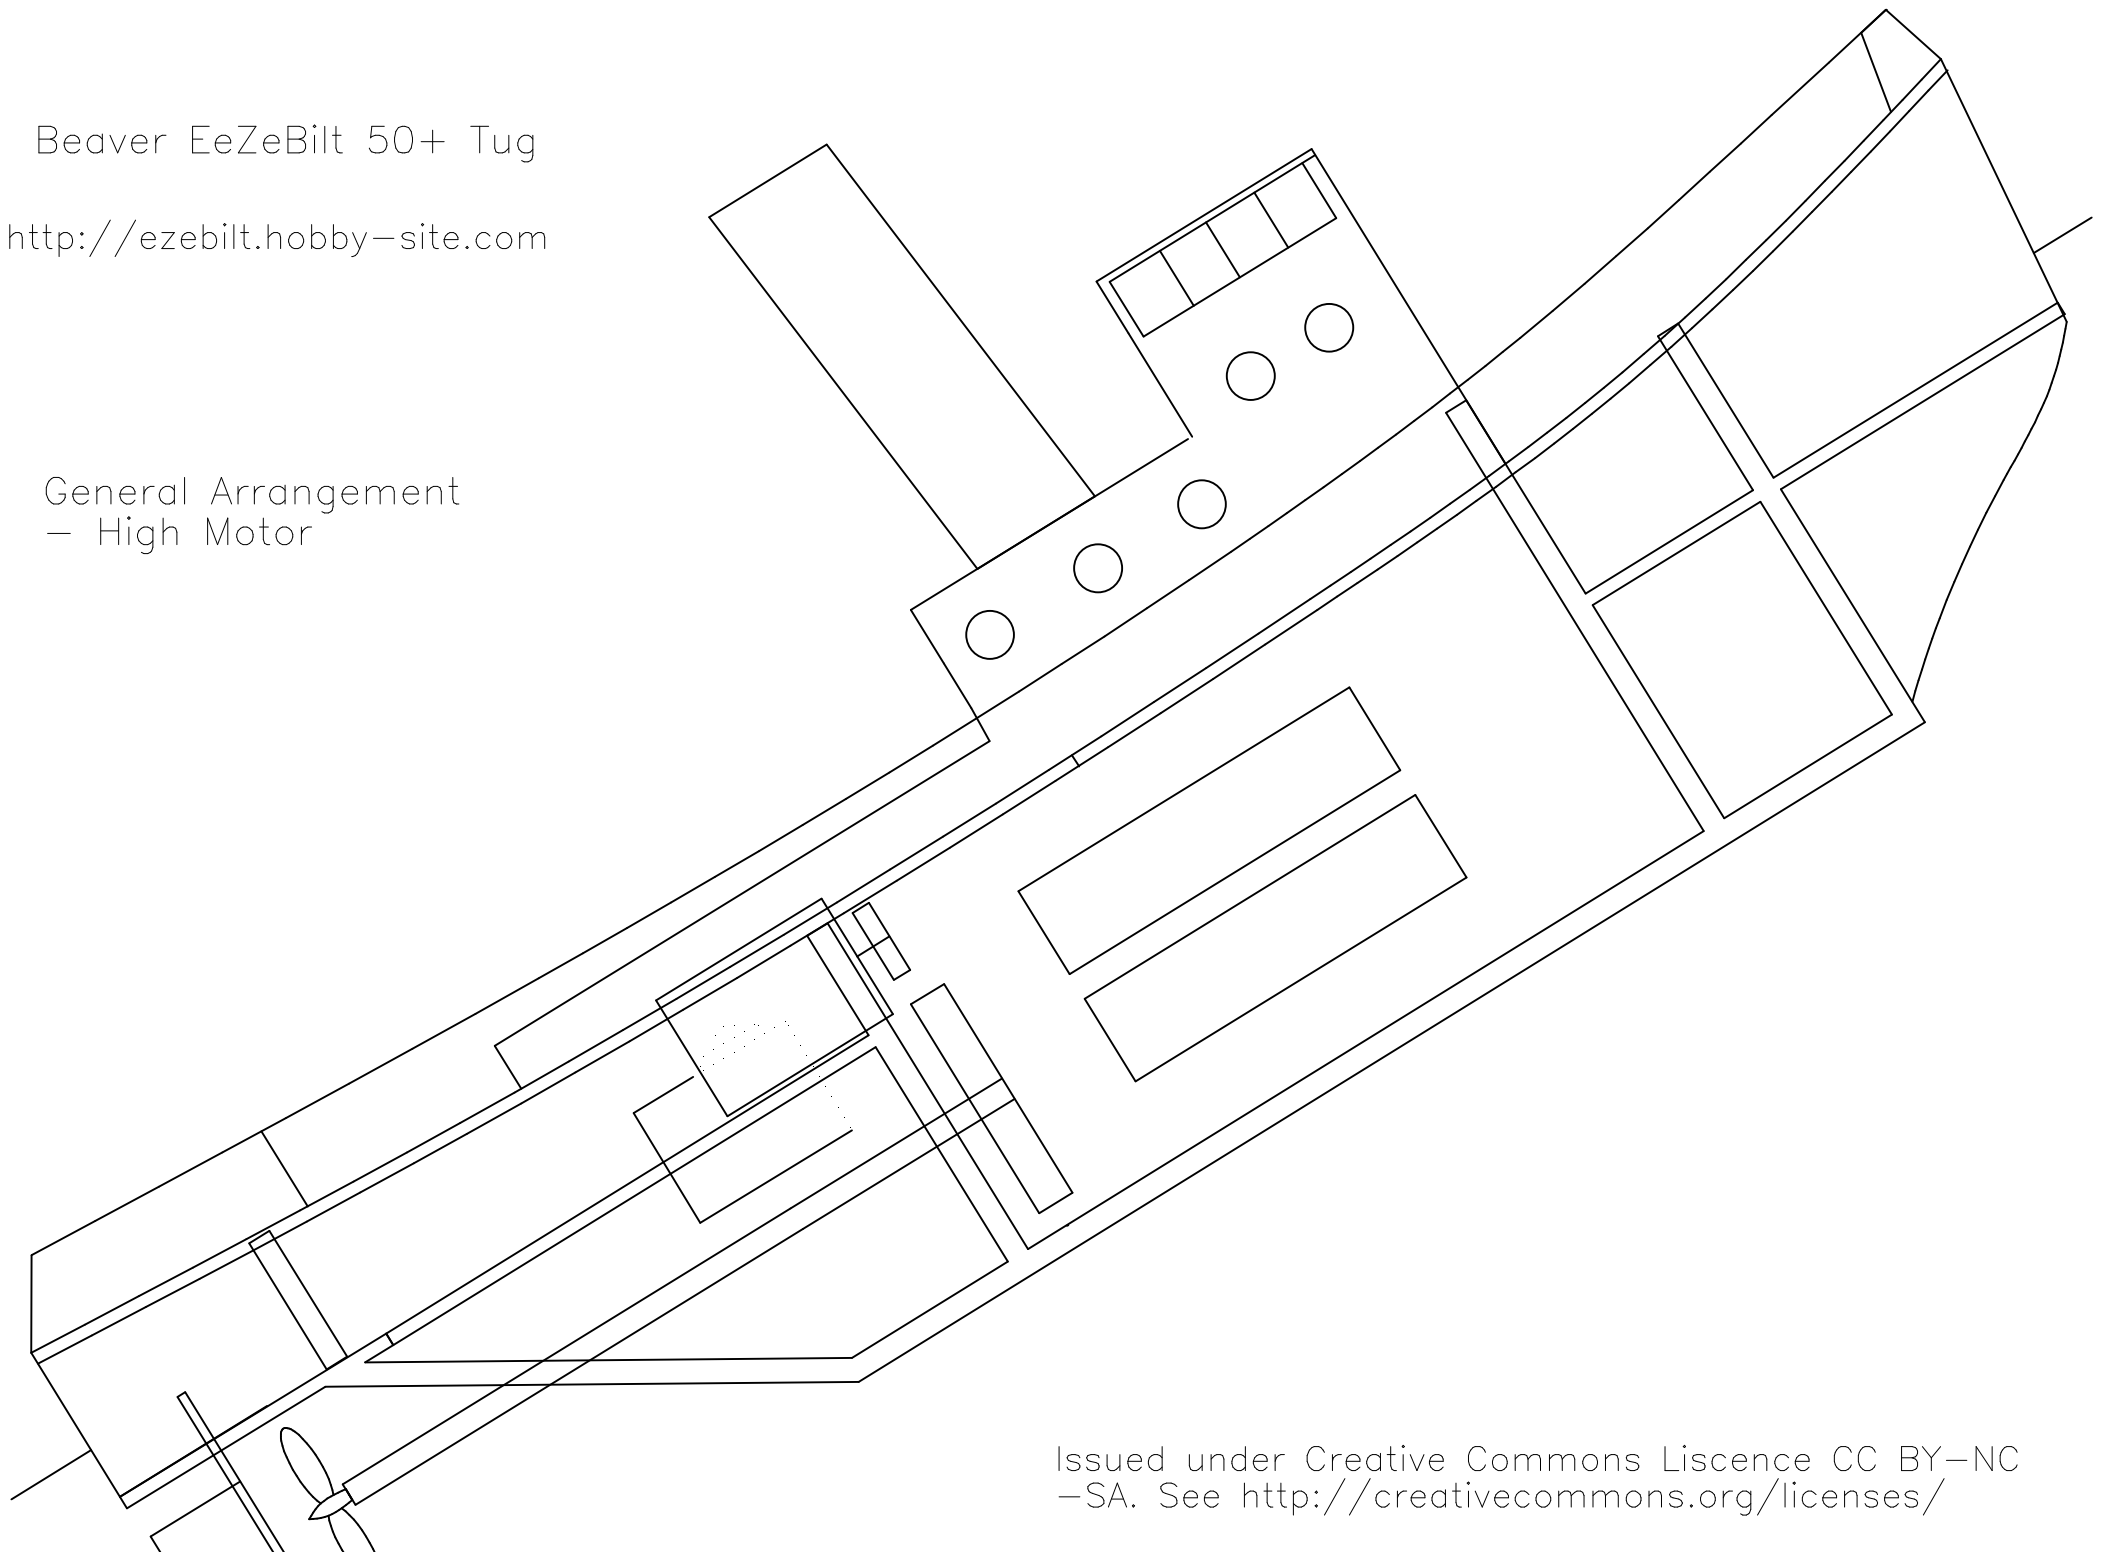 Beaver EeZeBilt 50+ Tug
http://ezebilt.hobby-site.com
General Arrangement
- High Motor
Issued under Creative Commons Liscence CC BY-NC
-SA. See http://creativecommons.org/licenses/